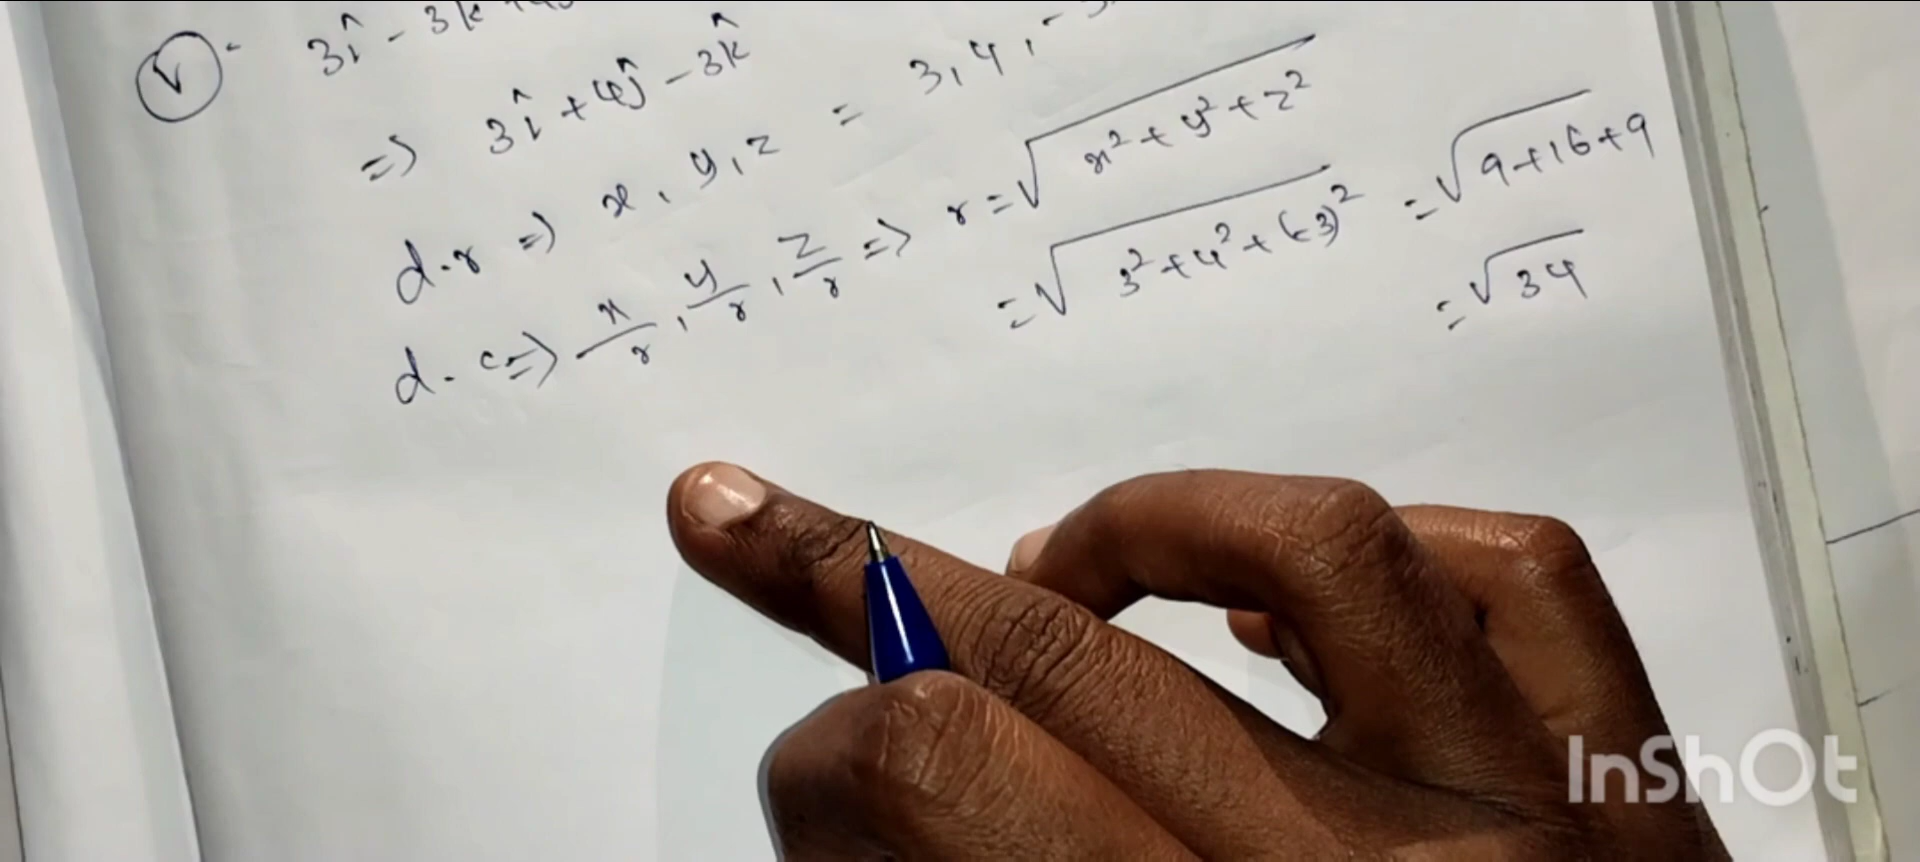 (v) 3î - 3k
=> 3î + 4ĵ - 3k̂
d.r => x, y, z = 3, 4, -
d.c => x/r, y/r, z/r => r = √(x² + y² + z²)
= √(3² + 4² + (-3)²) = √(9+16+9)
= √34
InShOt